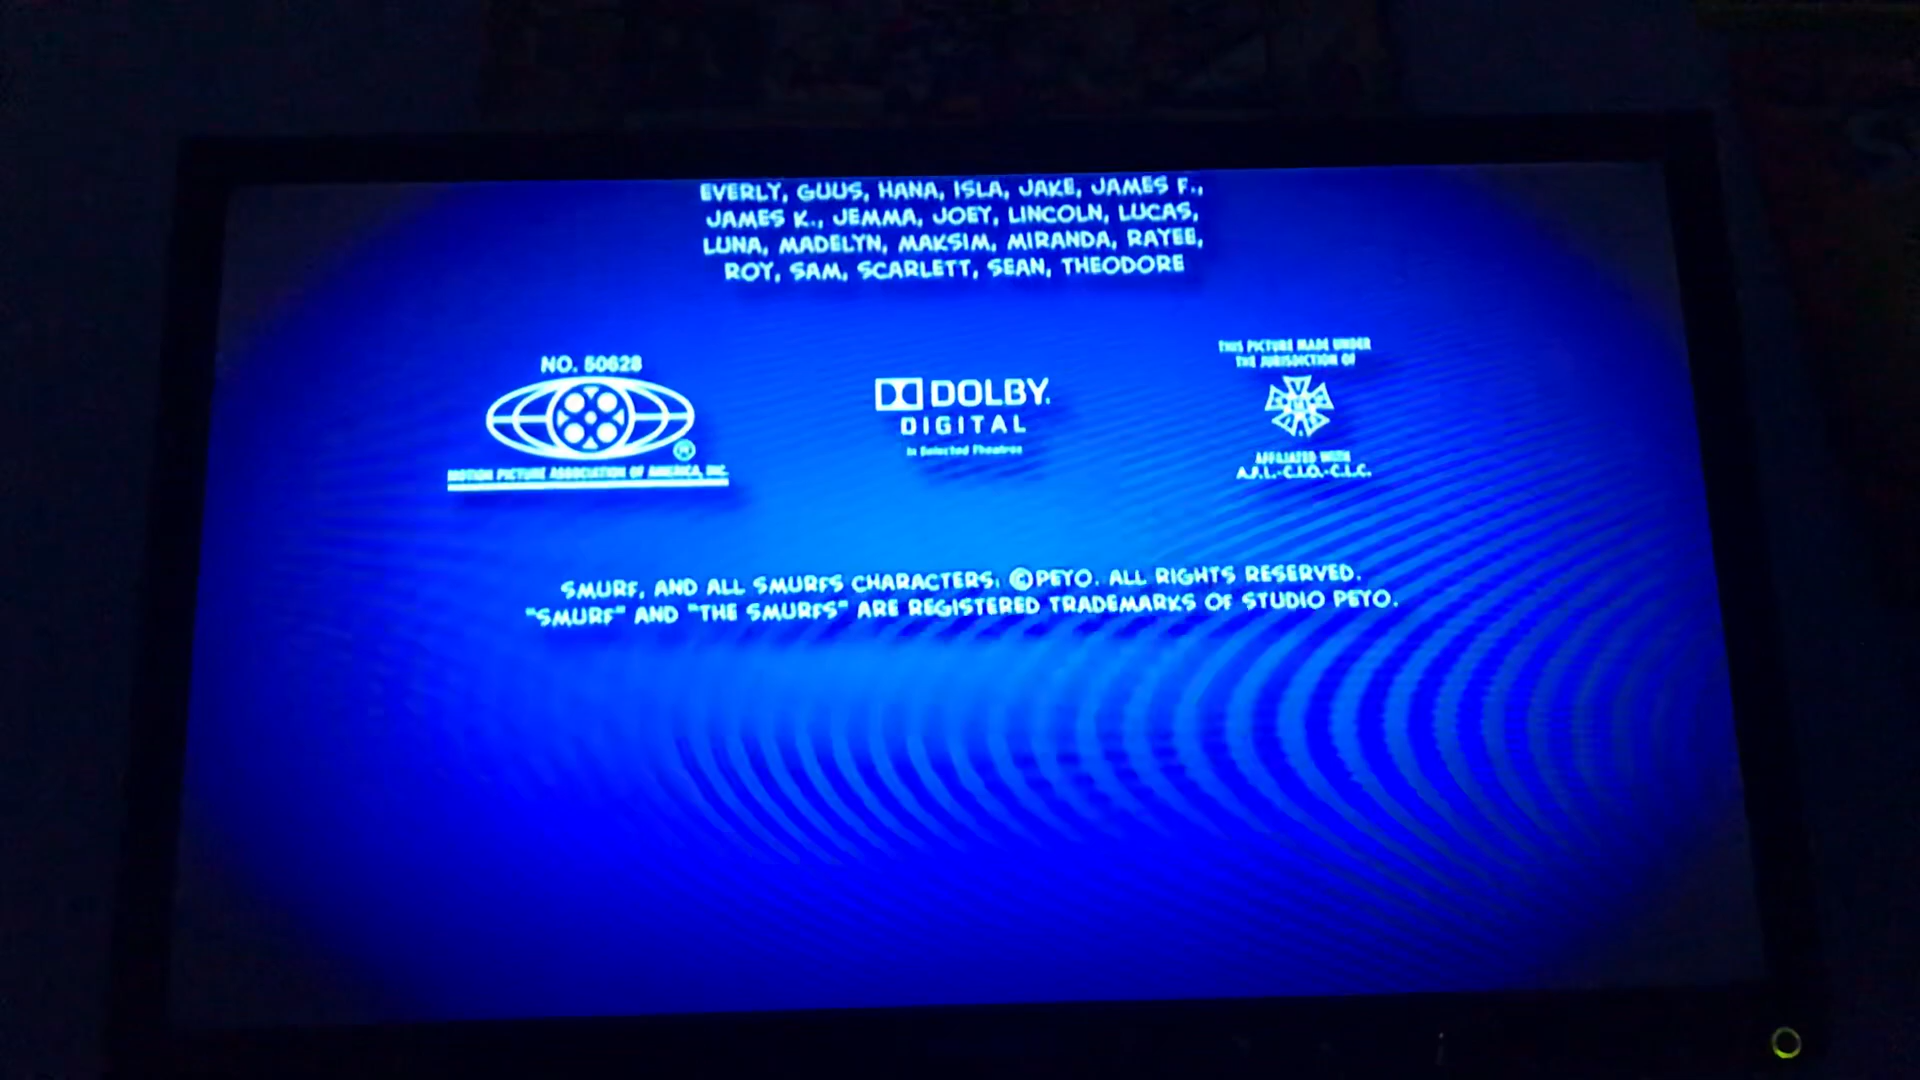 EVERLY, GUUS, HANA, ISLA, JAKE, JAMES F.,
JAMES K., JEMMA, JOEY, LINCOLN, LUCAS,
LUNA, MADELYN, MAKSIM, MIRANDA, RAYEE,
ROY, SAM, SCARLETT, SEAN, THEODORE
NO. 50628
MOTION PICTURE ASSOCIATION OF AMERICA, INC.
DOLBY.
DIGITAL
In Selected Theatres
THIS PICTURE MADE UNDER
THE JURISDICTION OF
AFFILIATED WITH
A.F.L.-C.I.O.-C.L.C.
SMURF, AND ALL SMURFS CHARACTERS, ©PEYO. ALL RIGHTS RESERVED.
"SMURF" AND "THE SMURFS" ARE REGISTERED TRADEMARKS OF STUDIO PEYO.